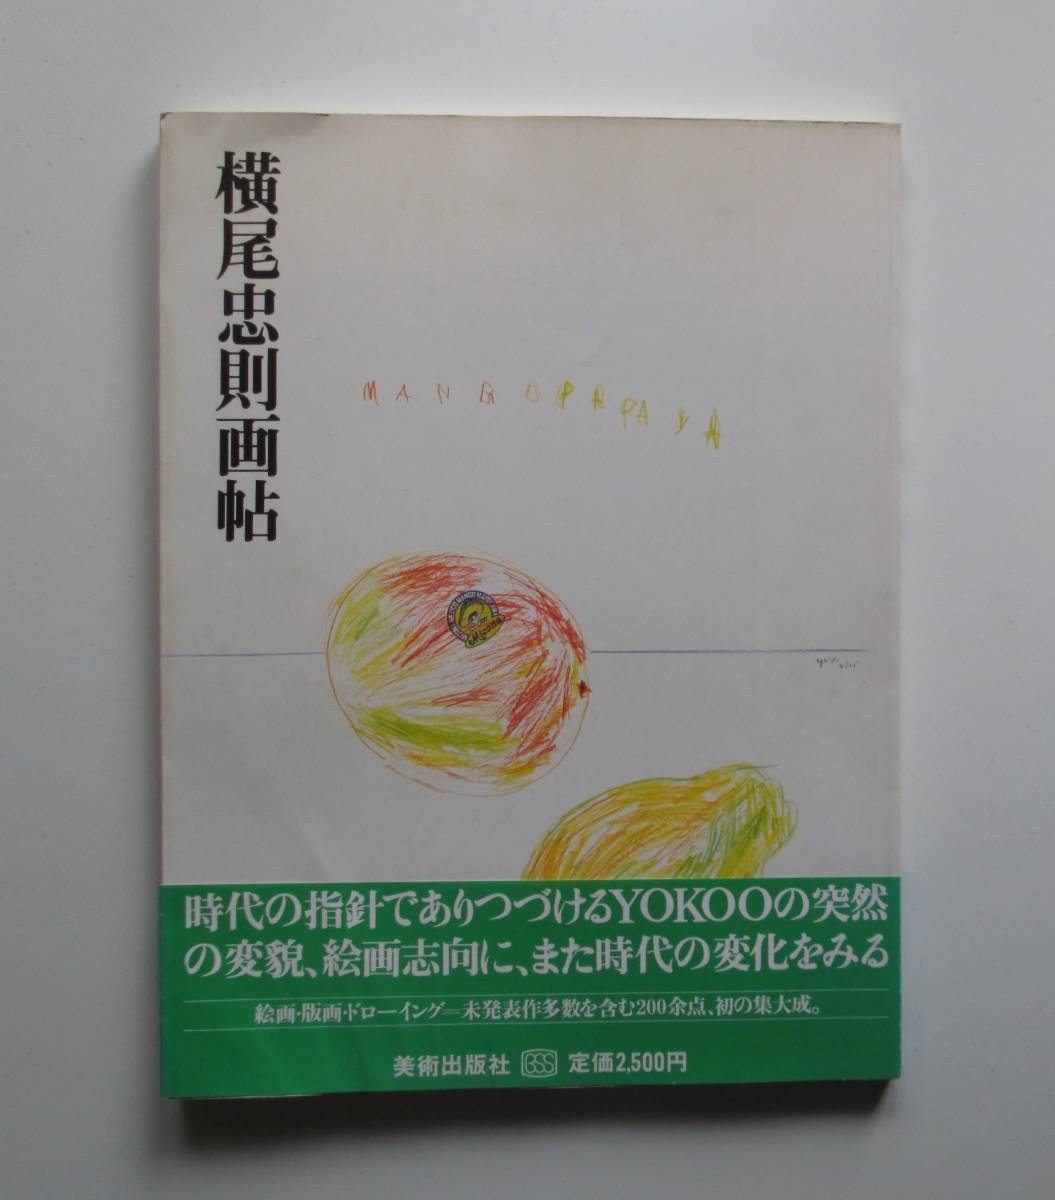 横尾忠則画帖
MANGOPAPAYA
Micono
時代の指針でありつづけるYOKOOの突然
の変貌、絵画志向に、また時代の変化をみる
絵画・版画・ドローイング＝未発表作多数を含む200余点、初の集大成。
美術出版社 BSS 定価2,500円